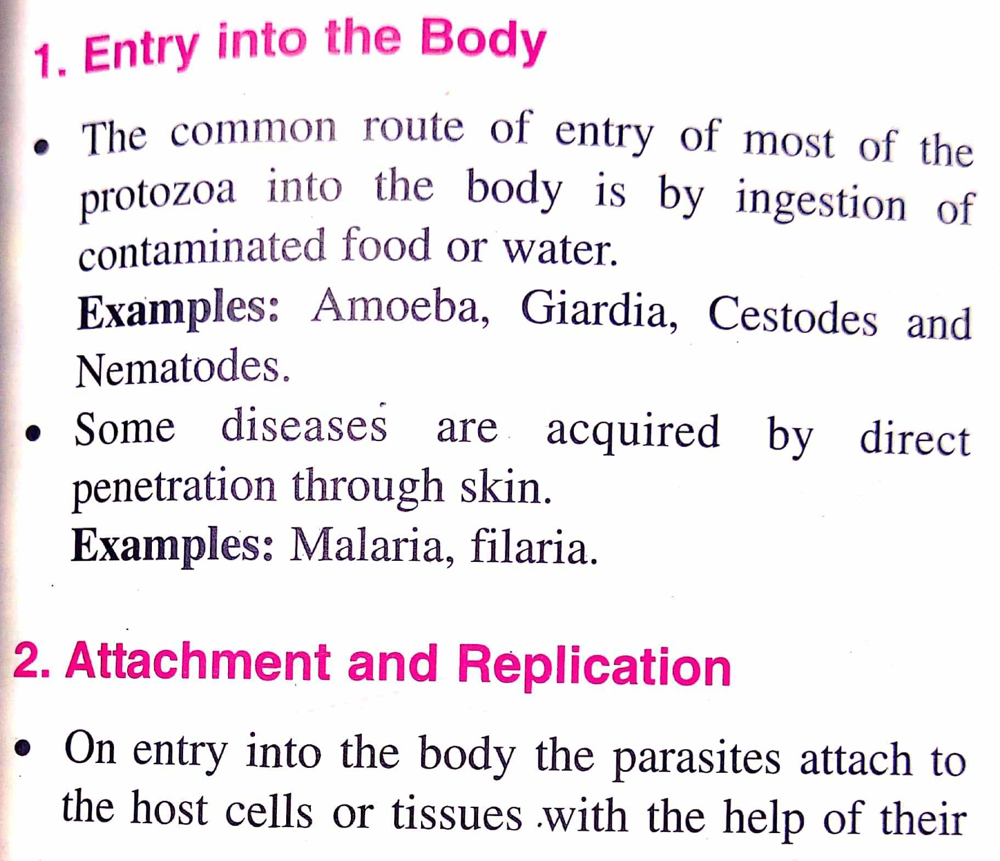 1. Entry into the Body
• The common route of entry of most of the
protozoa into the body is by ingestion of
contaminated food or water.
Examples: Amoeba, Giardia, Cestodes and
Nematodes.
• Some diseases are acquired by direct
penetration through skin.
Examples: Malaria, filaria.
2. Attachment and Replication
• On entry into the body the parasites attach to
the host cells or tissues with the help of their